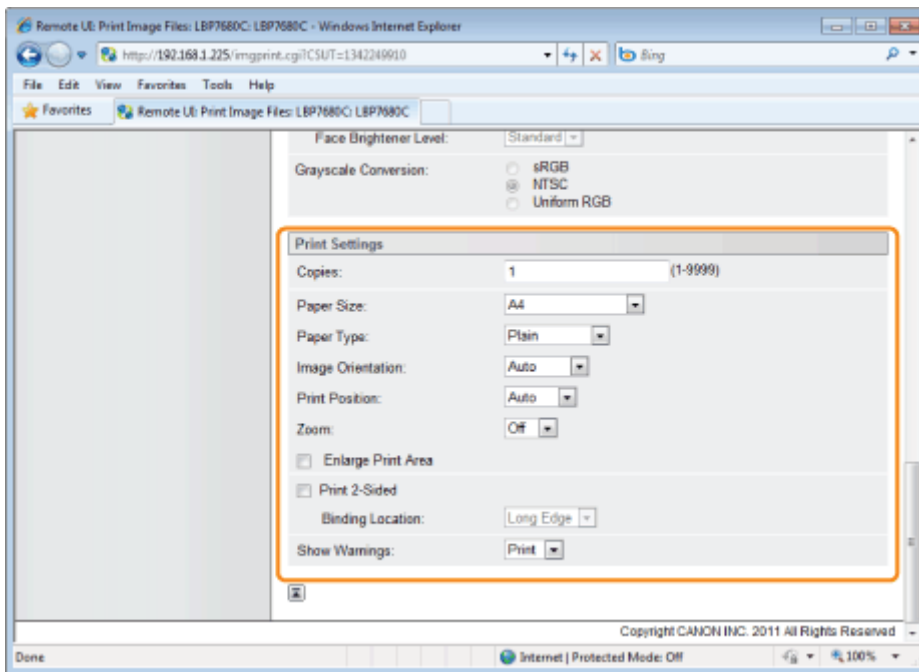 Remote UI: Print Image Files: LBP7680C: LBP7680C - Windows Internet Explorer
http://192.168.1.225/imgprint.cgi?CSUT=1342249910
Bing
File Edit View Favorites Tools Help
Favorites Remote UI: Print Image Files: LBP7680C: LBP7680C
Face Brightener Level: Standard
Grayscale Conversion: sRGB
NTSC
Uniform RGB
Print Settings
Copies: 1 (1-9999)
Paper Size: A4
Paper Type: Plain
Image Orientation: Auto
Print Position: Auto
Zoom: Off
Enlarge Print Area
Print 2-Sided
Binding Location: Long Edge
Show Warnings: Print
Copyright CANON INC. 2011 All Rights Reserved
Done Internet | Protected Mode: Off 100%